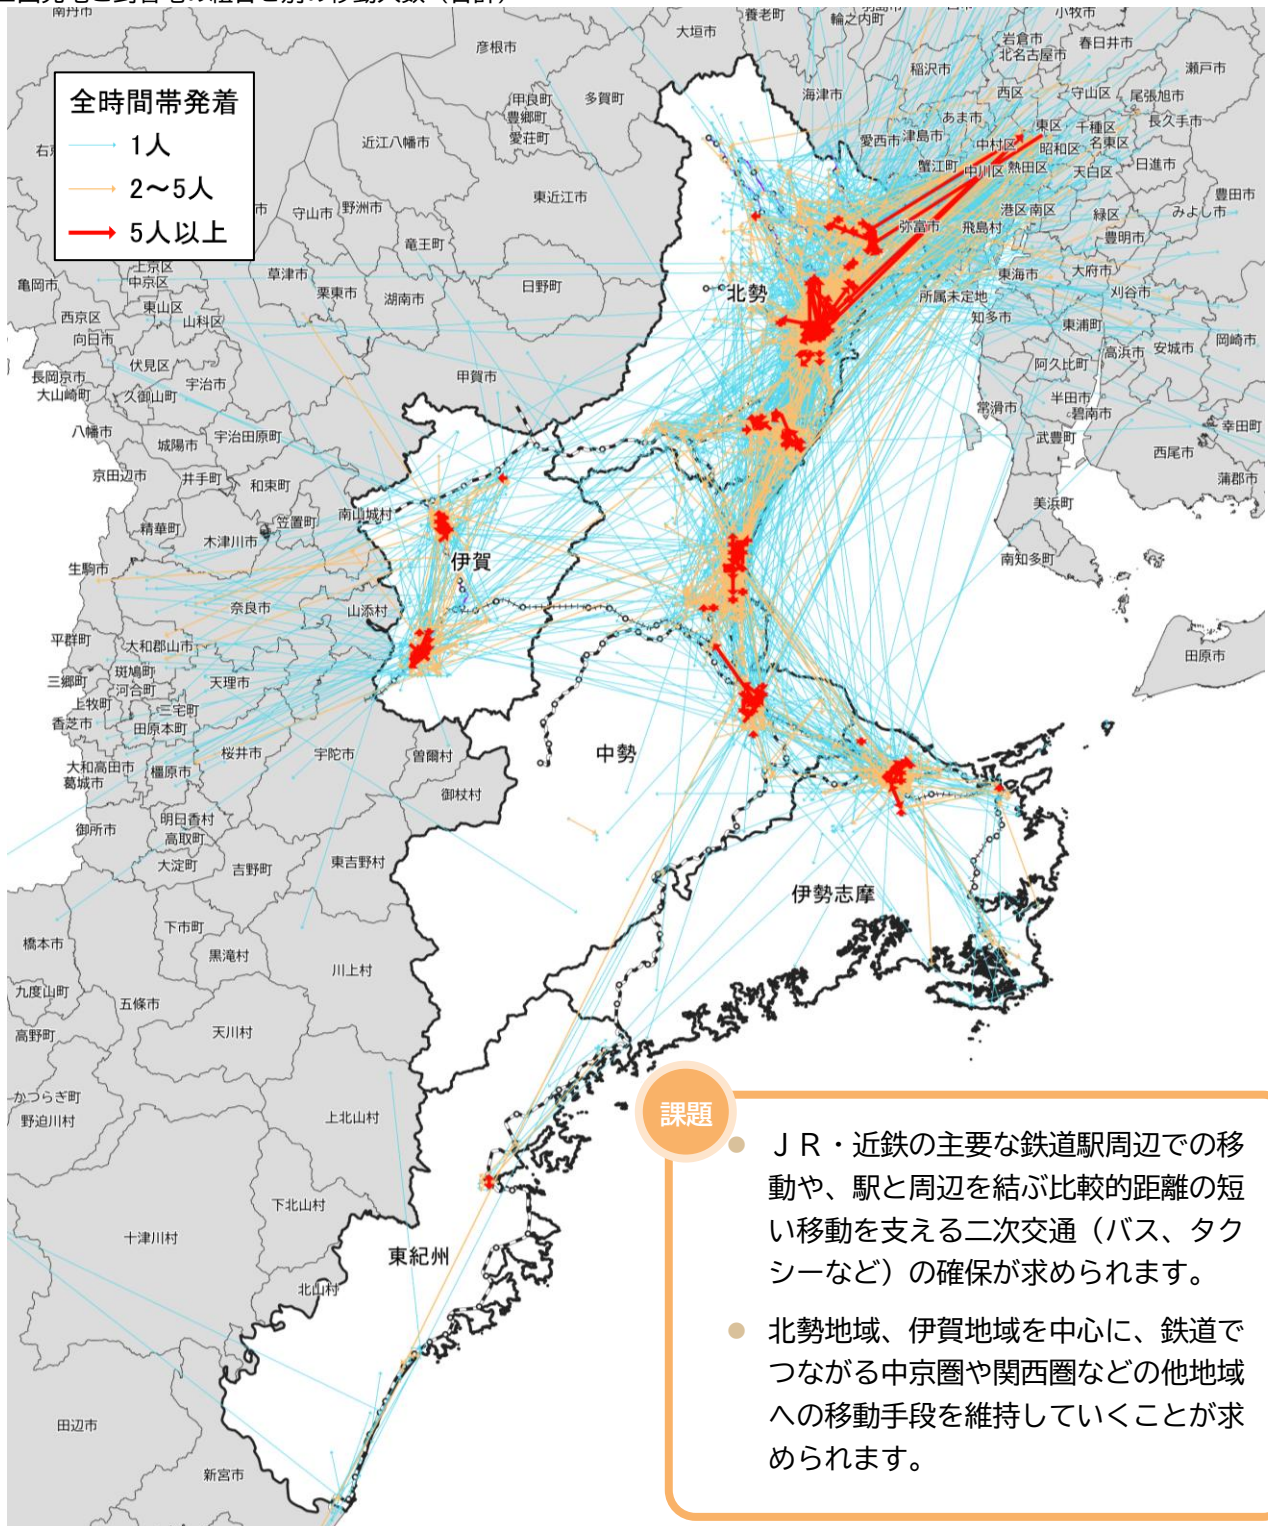 全時間帯発着
1人
2～5人
5人以上
南丹市
彦根市
大垣市
養老町
輪之内町
羽島市
小牧市
岩倉市
北名古屋市
春日井市
稲沢市
瀬戸市
多賀町
甲良町
豊郷町
愛荘町
海津市
西区
守山区
尾張旭市
あま市
愛西市
津島市
東区
千種区
長久手市
中村区
昭和区
名東区
近江八幡市
蟹江町
中川区
熱田区
天白区
日進市
東近江市
豊田市
守山市
野洲市
港区
南区
緑区
みよし市
弥富市
飛島村
豊明市
竜王町
上京区
中京区
草津市
栗東市
湖南市
日野町
東海市
大府市
亀岡市
東山区
山科区
北勢
所属未定地
刈谷市
西京区
向日市
知多市
東浦町
岡崎市
伏見区
高浜市
安城市
長岡京市
大山崎町
宇治市
久御山町
甲賀市
阿久比町
半田市
碧南市
常滑市
幸田町
八幡市
城陽市
宇治田原町
武豊町
西尾市
京田辺市
井手町
和束町
蒲郡市
美浜町
精華町
笠置町
南山城村
木津川市
伊賀
南知多町
生駒市
奈良市
山添村
平群町
大和郡山市
田原市
斑鳩町
三郷町
河合町
天理市
上牧町
三宅町
香芝市
田原本町
桜井市
宇陀市
曽爾村
中勢
大和高田市
橿原市
葛城市
御杖村
御所市
明日香村
高取町
大淀町
吉野町
東吉野村
伊勢志摩
下市町
橋本市
黒滝村
川上村
九度山町
五條市
高野町
天川村
かつらぎ町
野迫川村
上北山村
下北山村
十津川村
東紀州
北山村
田辺市
新宮市
課題
ＪＲ・近鉄の主要な鉄道駅周辺での移
動や、駅と周辺を結ぶ比較的距離の短
い移動を支える二次交通（バス、タク
シーなど）の確保が求められます。
北勢地域、伊賀地域を中心に、鉄道で
つながる中京圏や関西圏などの他地域
への移動手段を維持していくことが求
められます。